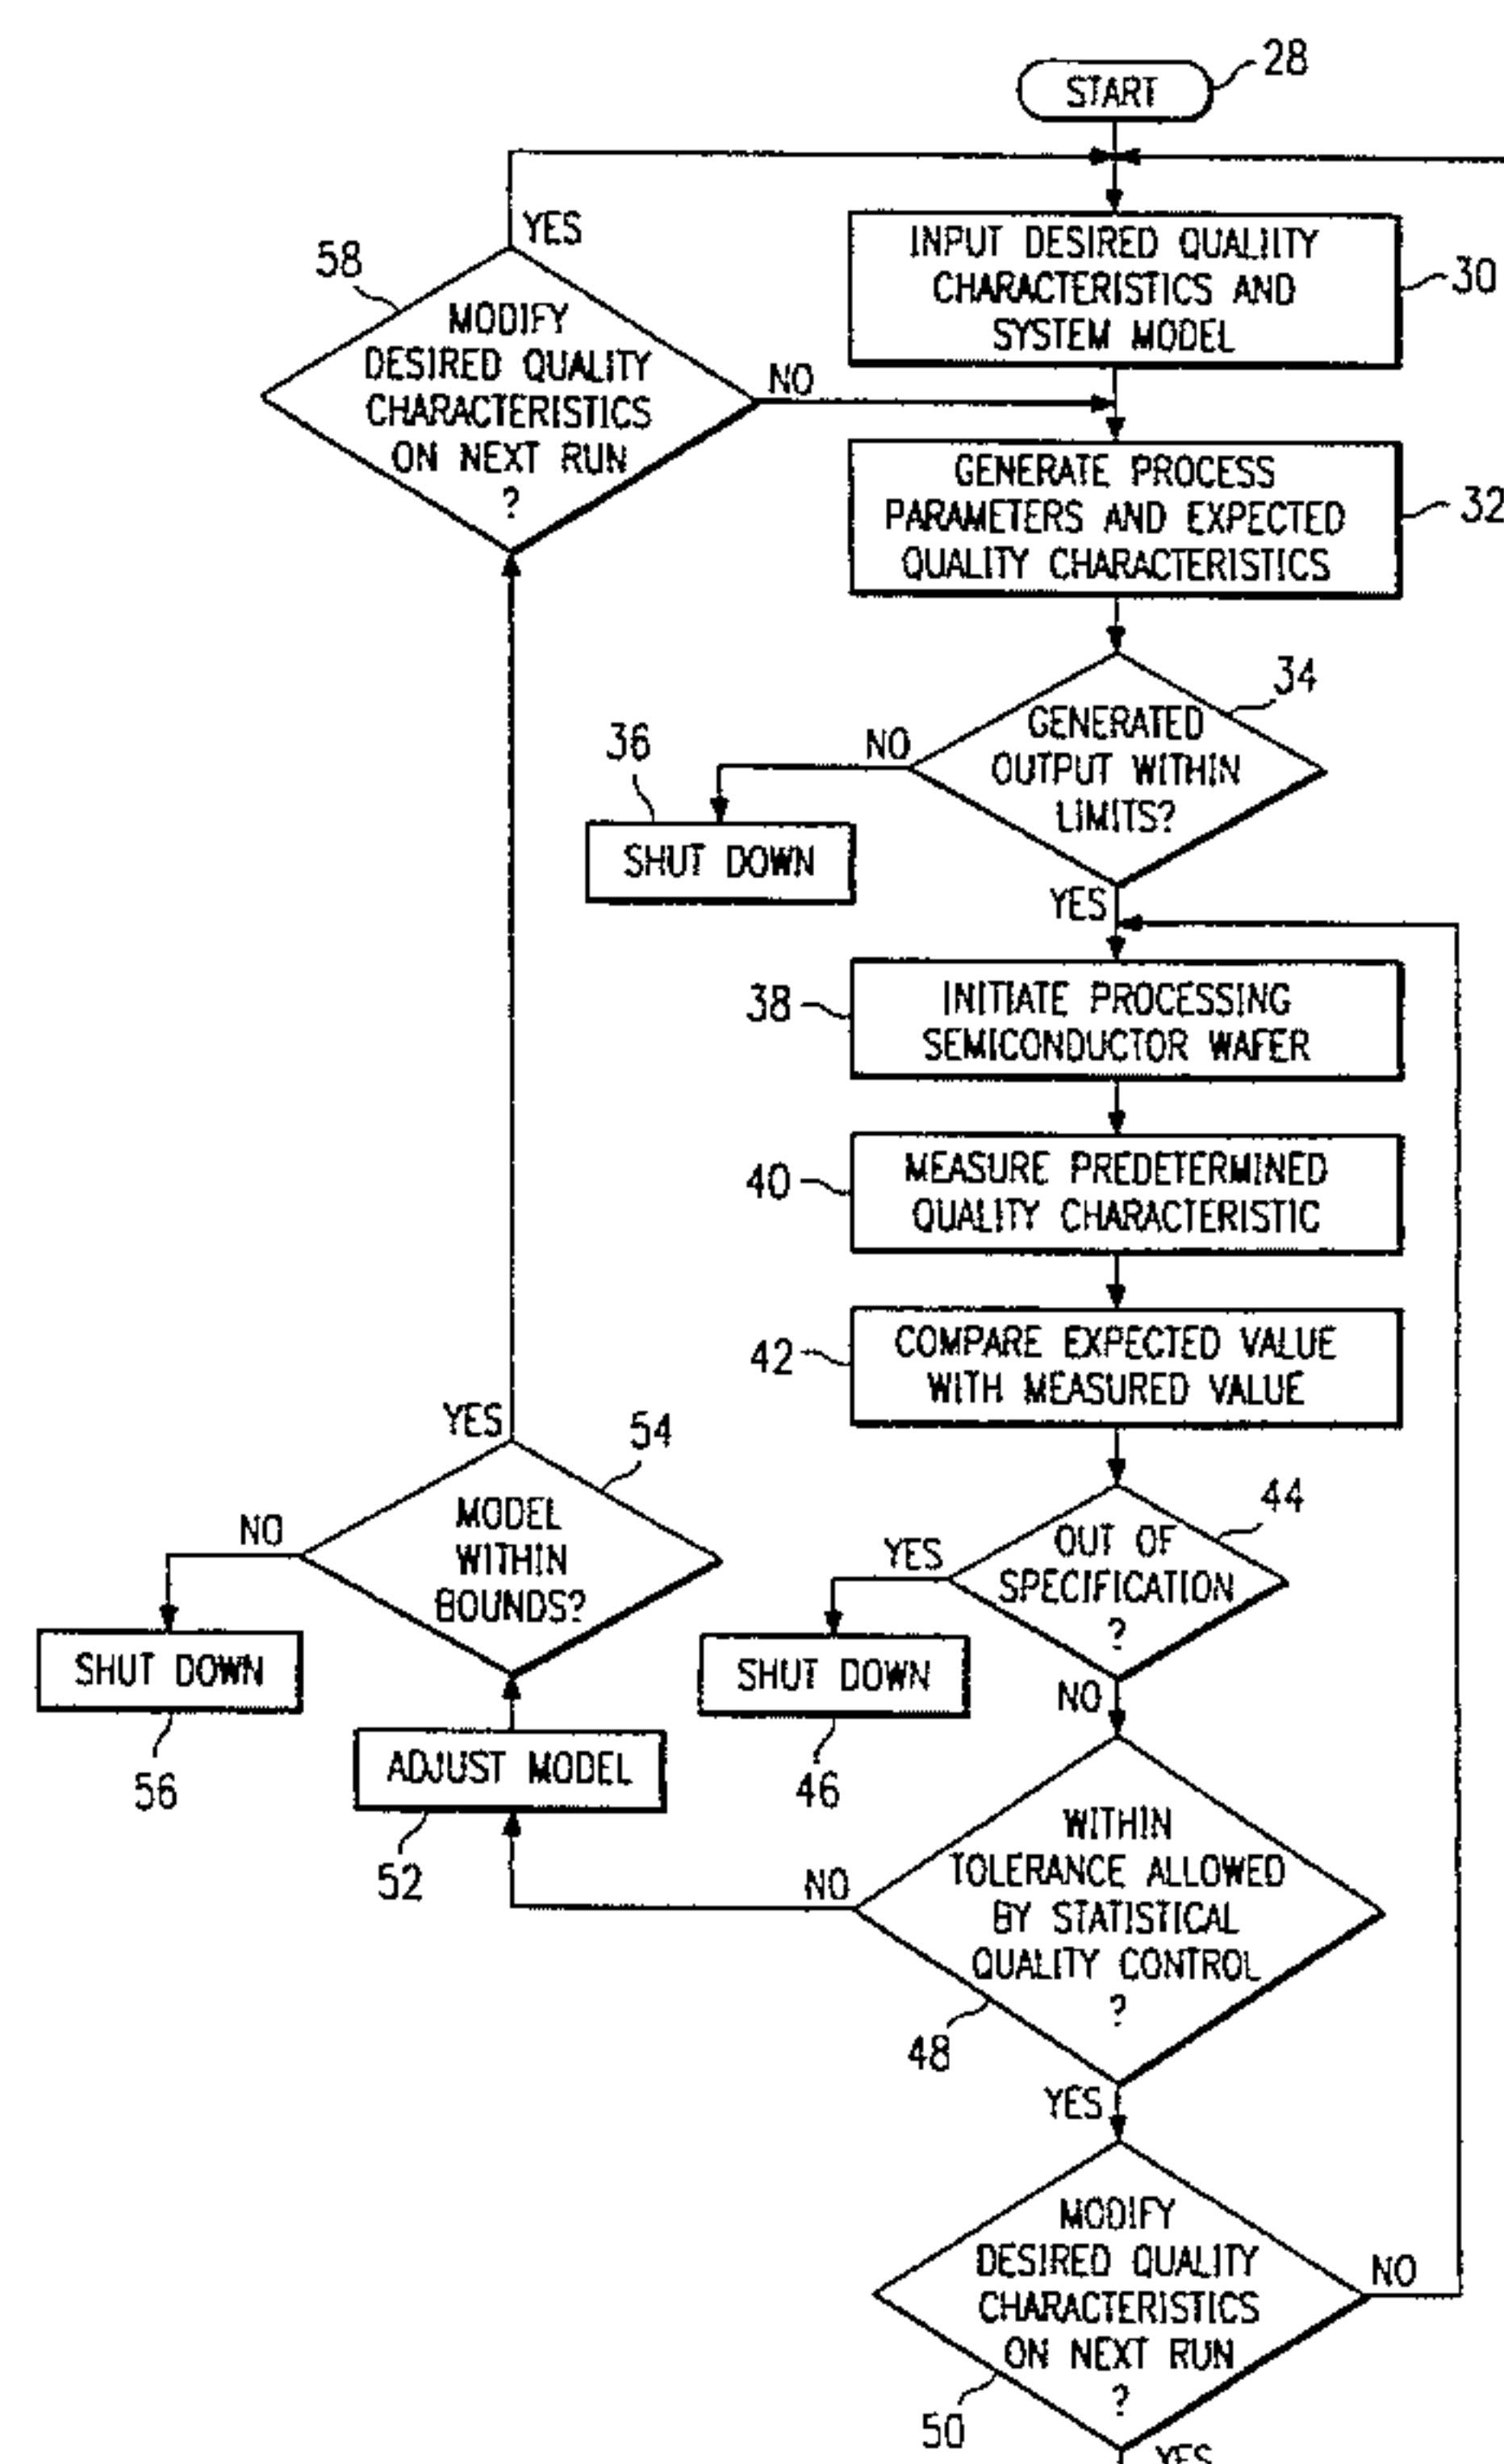 START
28
YES
58
MODIFY
DESIRED QUALITY
CHARACTERISTICS
ON NEXT RUN
?
NO
INPUT DESIRED QUALIITY
CHARACTERISTICS AND
SYSTEM MODEL
30
GENERATE PROCESS
PARAMETERS AND EXPECTED
QUALITY CHARACTERISTICS
32
34
GENERATED
OUTPUT WITHIN
LIMITS?
NO
36
SHUT DOWN
YES
38
INITIATE PROCESSING
SEMICONDUCTOR WAFER
40
MEASURE PREDETERMINED
QUALITY CHARACTERISTIC
42
COMPARE EXPECTED VALUE
WITH MEASURED VALUE
YES
54
MODEL
WITHIN
BOUNDS?
NO
SHUT DOWN
56
44
OUT OF
SPECIFICATION
?
YES
SHUT DOWN
46
NO
ADJUST MODEL
52
NO
WITHIN
TOLERANCE ALLOWED
BY STATISTICAL
QUALITY CONTROL
?
48
YES
MODIFY
DESIRED QUALITY
CHARACTERISTICS
ON NEXT RUN
?
NO
50
YES